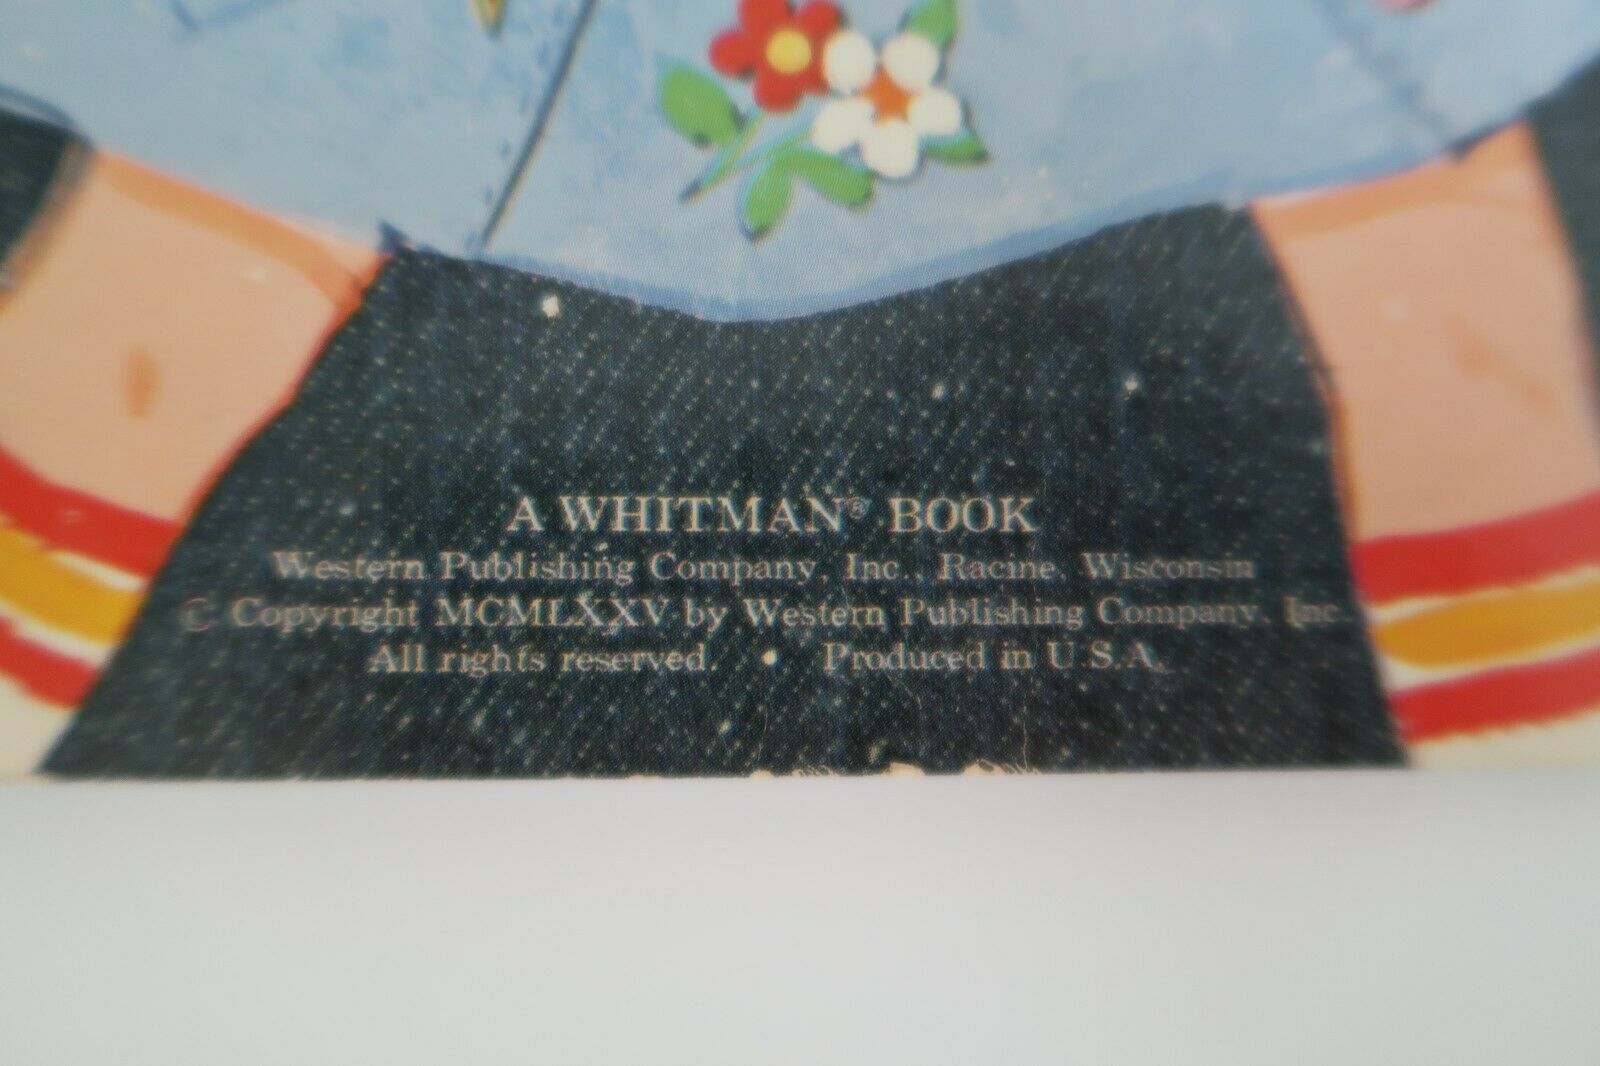 A WHITMAN® BOOK
Western Publishing Company, Inc., Racine, Wisconsin
© Copyright MCMLXXV by Western Publishing Company, Inc.
All rights reserved. • Produced in U.S.A.